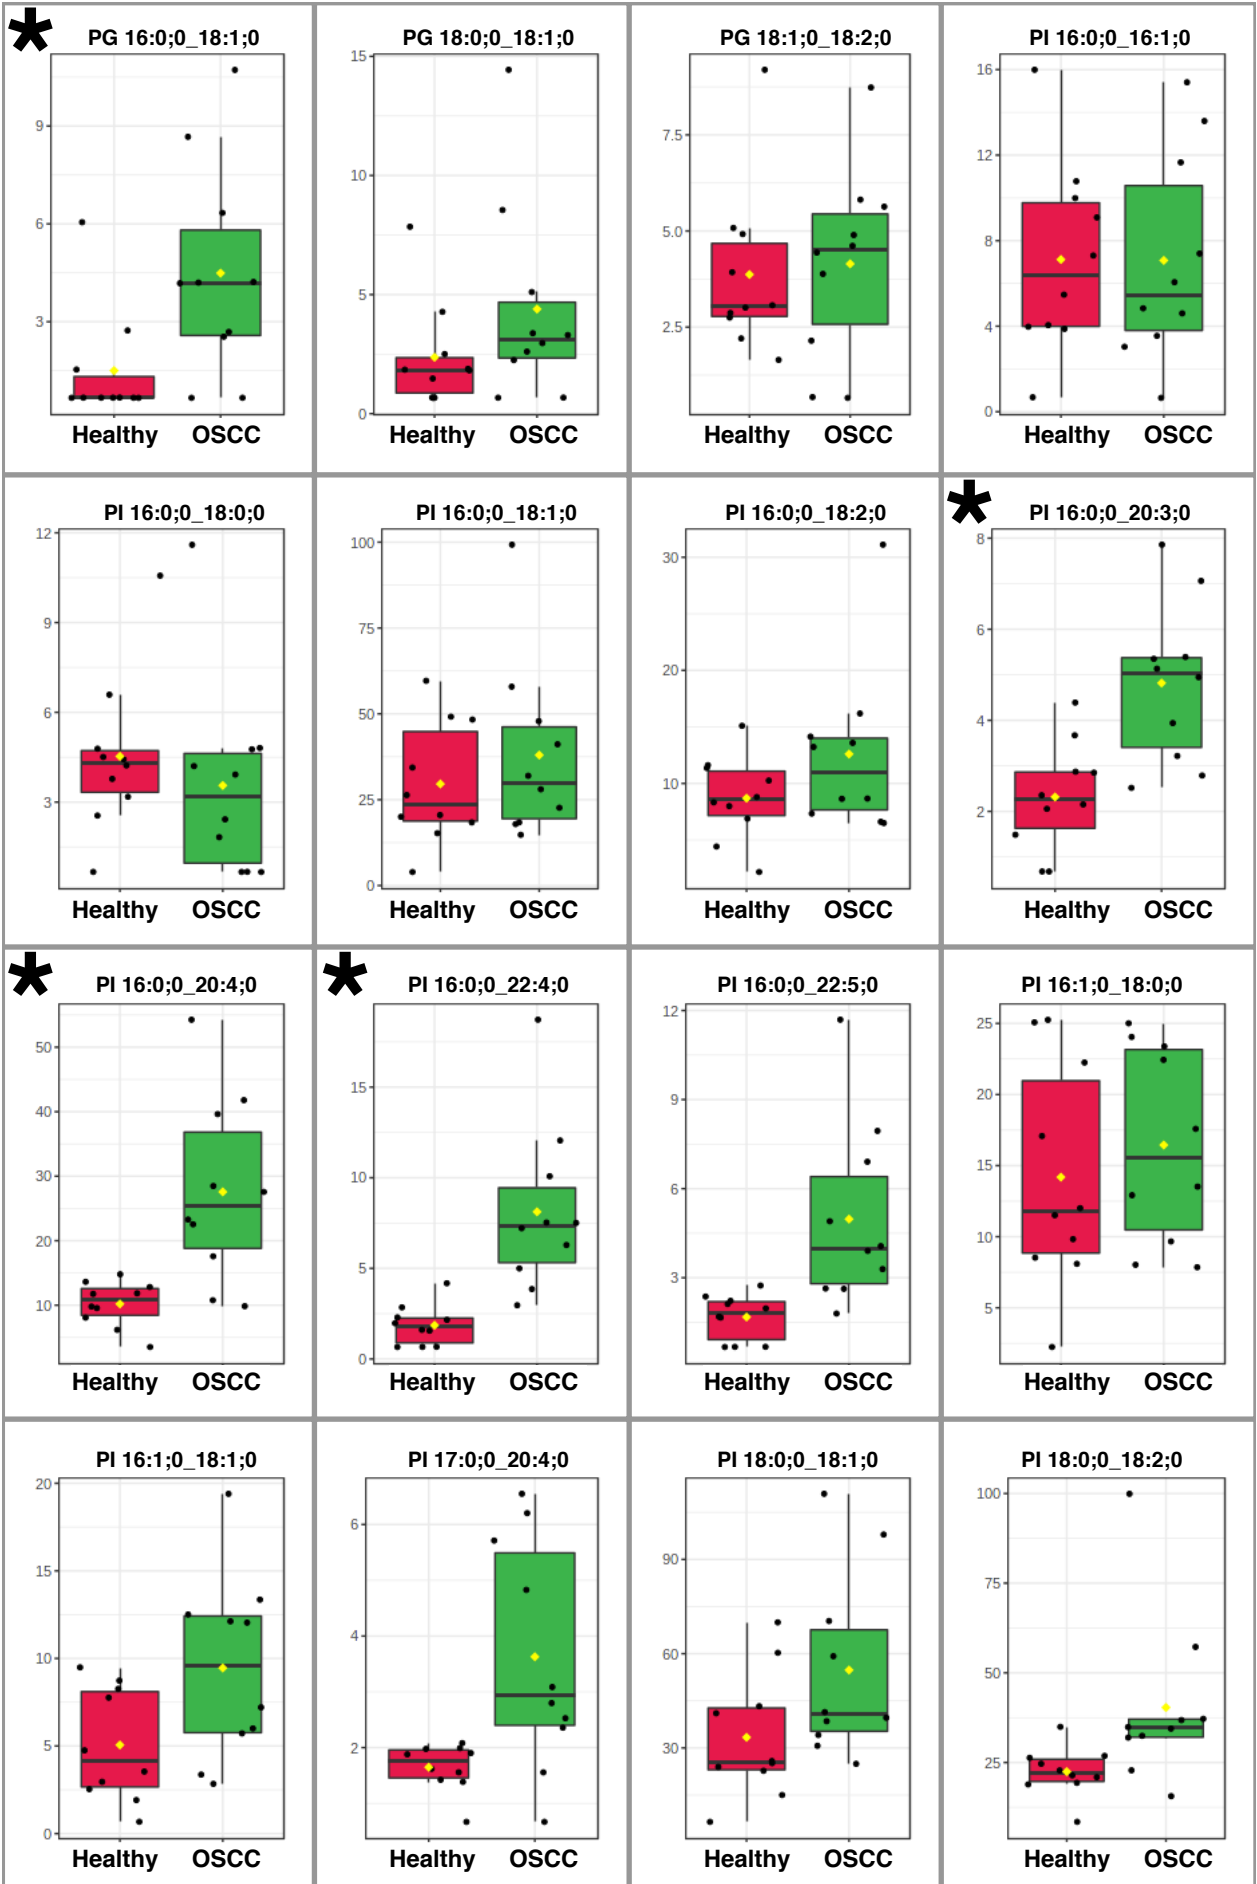 PG 16:0;0_18:1;0
9
6
3
Healthy OSCC
PG 18:0;0_18:1;0
15
10
5
0
Healthy OSCC
PG 18:1;0_18:2;0
7.5
5.0
2.5
Healthy OSCC
PI 16:0;0_16:1;0
16
12
8
4
0
Healthy OSCC
PI 16:0;0_18:0;0
12
9
6
3
Healthy OSCC
PI 16:0;0_18:1;0
100
75
50
25
0
Healthy OSCC
PI 16:0;0_18:2;0
30
20
10
Healthy OSCC
PI 16:0;0_20:3;0
8
6
4
2
Healthy OSCC
PI 16:0;0_20:4;0
50
40
30
20
10
Healthy OSCC
PI 16:0;0_22:4;0
15
10
5
0
Healthy OSCC
PI 16:0;0_22:5;0
12
9
6
3
Healthy OSCC
PI 16:1;0_18:0;0
25
20
15
10
5
Healthy OSCC
PI 16:1;0_18:1;0
20
15
10
5
0
Healthy OSCC
PI 17:0;0_20:4;0
6
4
2
Healthy OSCC
PI 18:0;0_18:1;0
90
60
30
Healthy OSCC
PI 18:0;0_18:2;0
100
75
50
25
Healthy OSCC